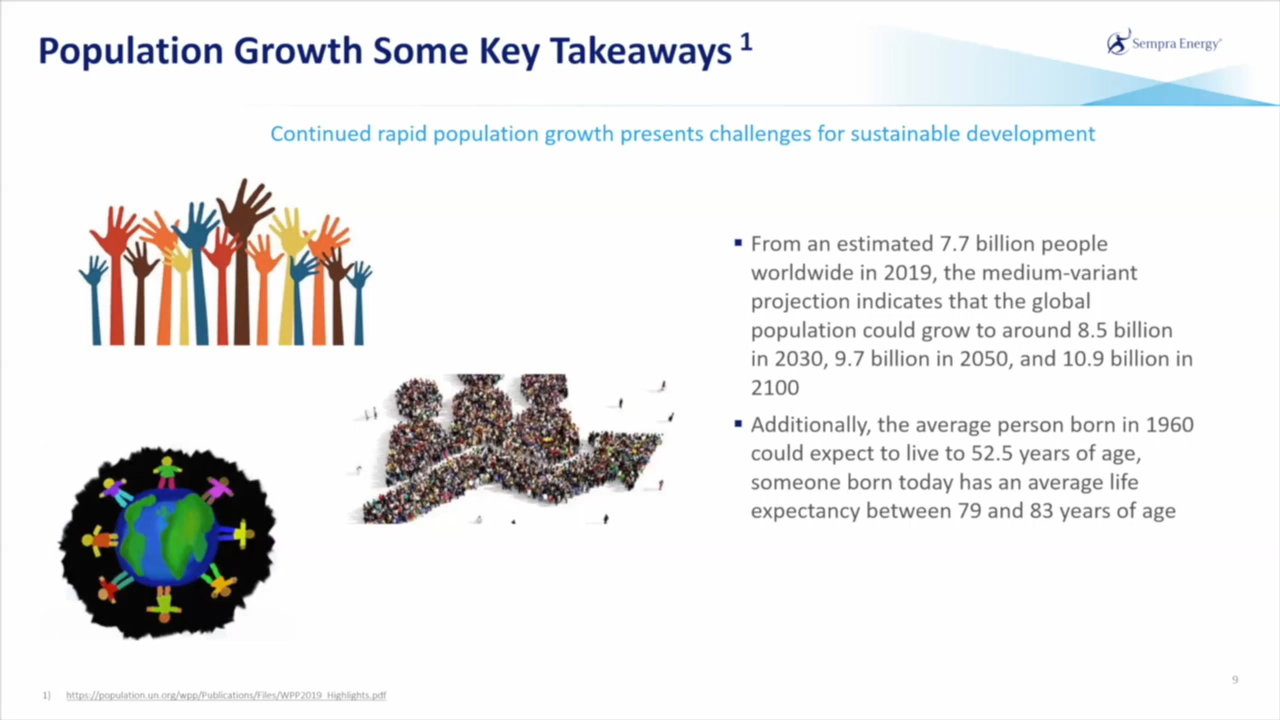 Population Growth Some Key Takeaways 1
Sempra Energy®
Continued rapid population growth presents challenges for sustainable development
▪ From an estimated 7.7 billion people
worldwide in 2019, the medium-variant
projection indicates that the global
population could grow to around 8.5 billion
in 2030, 9.7 billion in 2050, and 10.9 billion in
2100
▪ Additionally, the average person born in 1960
could expect to live to 52.5 years of age,
someone born today has an average life
expectancy between 79 and 83 years of age
1) https://population.un.org/wpp/Publications/Files/WPP2019_Highlights.pdf
9